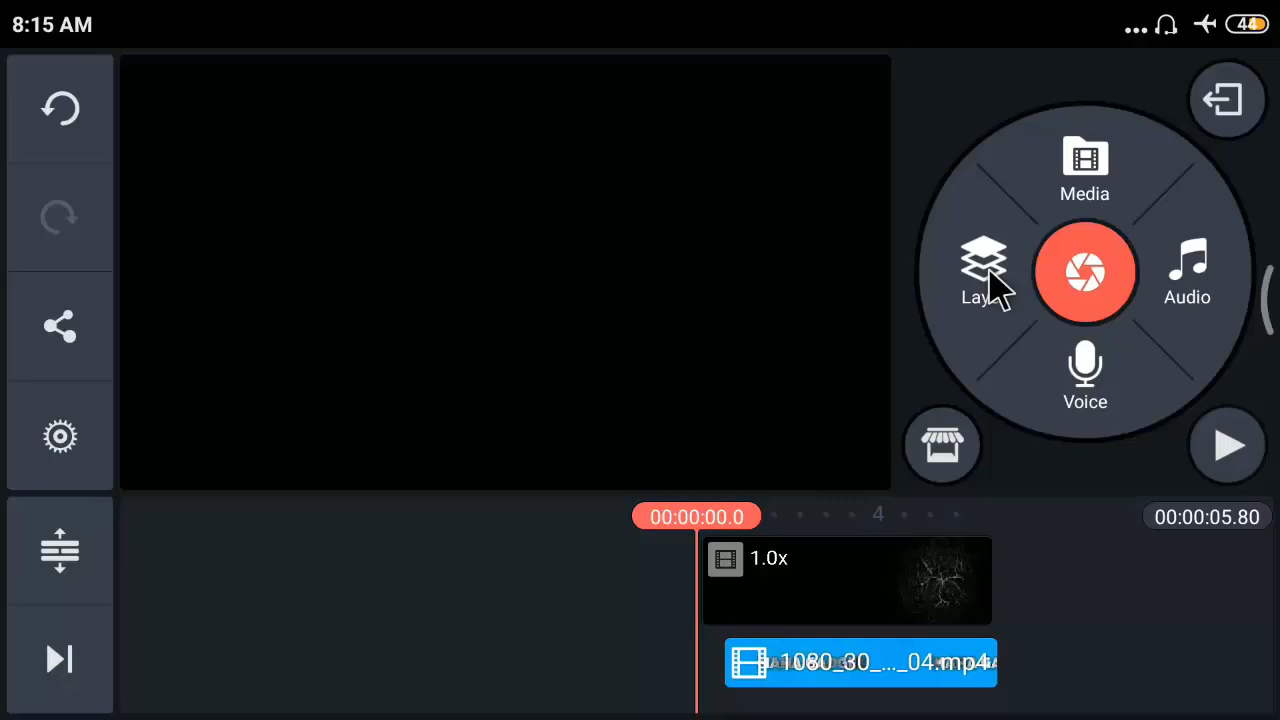 8:15 AM
44
Media
Lay
Audio
Voice
00:00:00.0
4
00:00:05.80
1.0x
1080_30_..._04.mp4